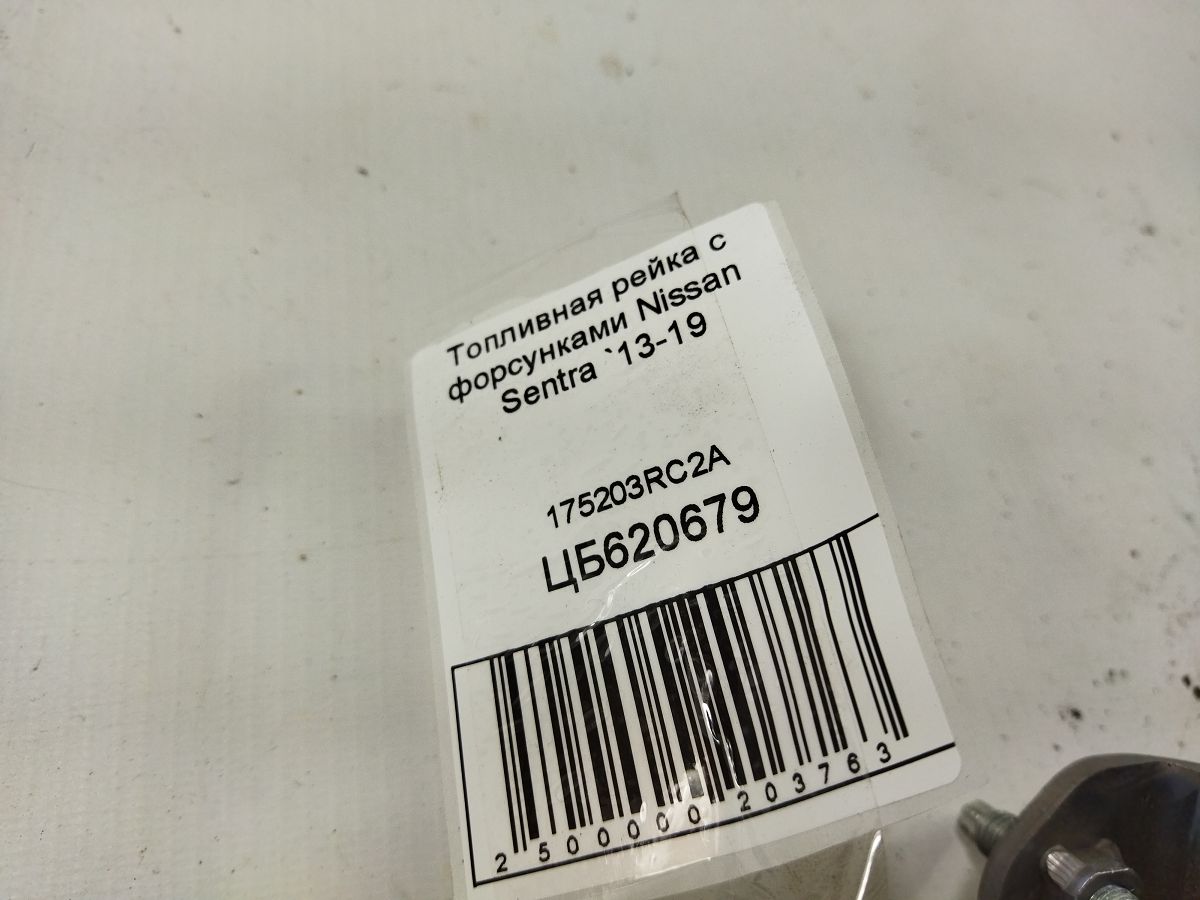 Топливная рейка с
форсунками Nissan
Sentra `13-19
175203RC2A
ЦБ620679
2500000203763